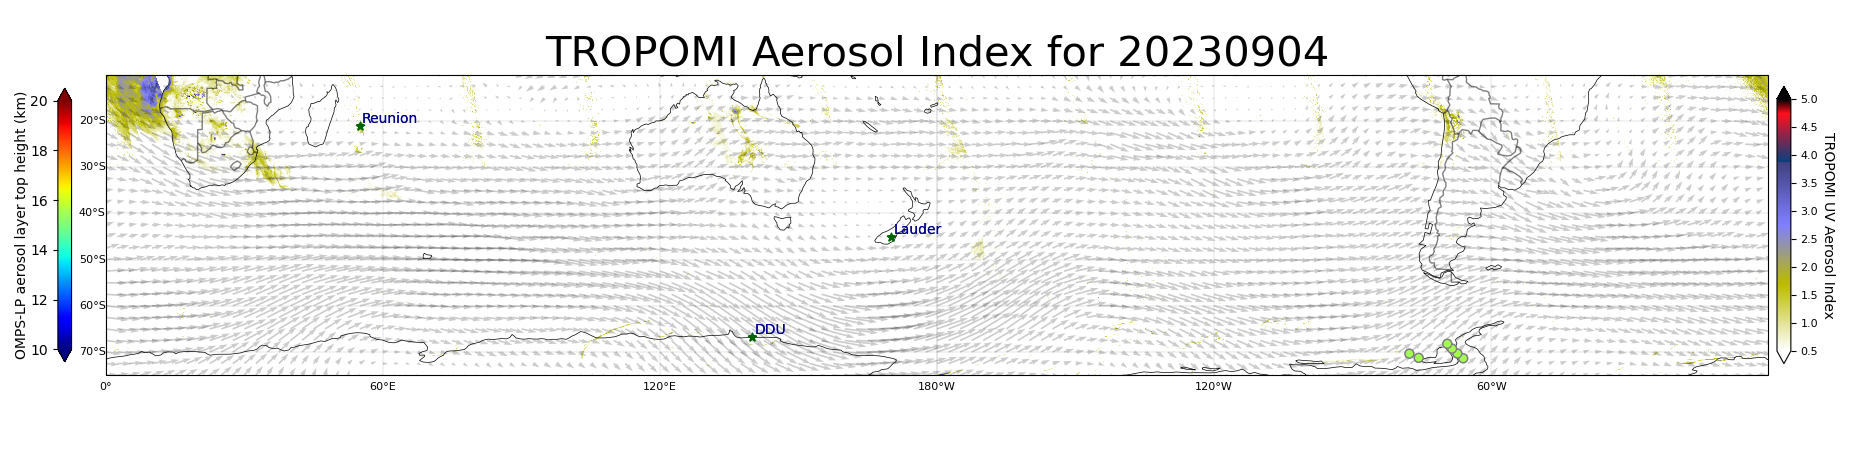 TROPOMI Aerosol Index for 20230904
OMPS-LP aerosol layer top height (km)
20
18
16
14
12
10
20°S
30°S
40°S
50°S
60°S
70°S
0°
60°E
120°E
180°W
120°W
60°W
Reunion
Lauder
DDU
5.0
4.5
4.0
3.5
3.0
2.5
2.0
1.5
1.0
0.5
TROPOMI UV Aerosol Index